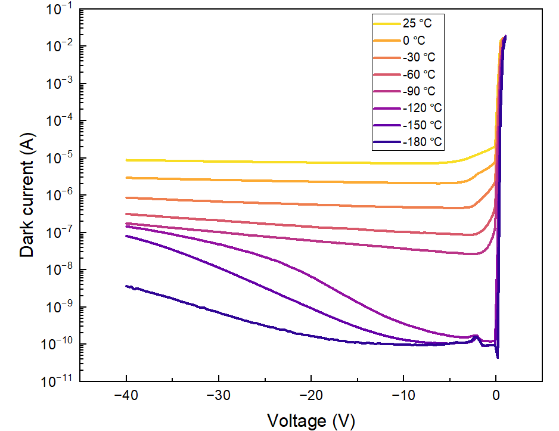 10⁻¹
10⁻²
10⁻³
10⁻⁴
10⁻⁵
10⁻⁶
10⁻⁷
10⁻⁸
10⁻⁹
10⁻¹⁰
10⁻¹¹
Dark current (A)
25 °C
0 °C
-30 °C
-60 °C
-90 °C
-120 °C
-150 °C
-180 °C
−40 −30 −20 −10 0
Voltage (V)